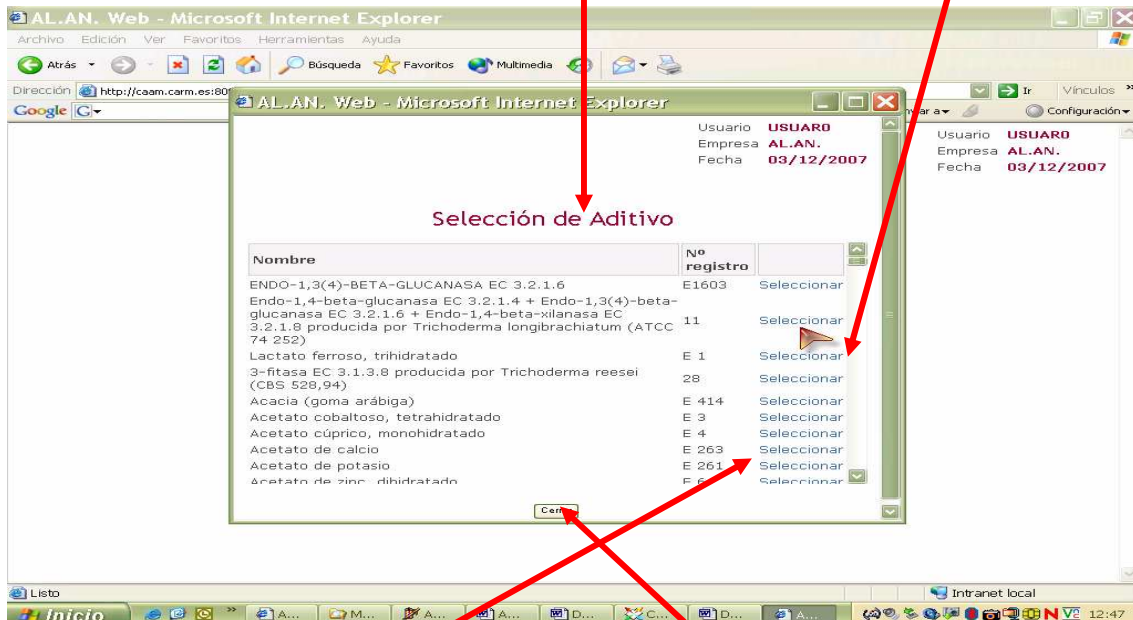 AL.AN. Web - Microsoft Internet Explorer
Archivo Edición Ver Favoritos Herramientas Ayuda
Atrás Búsqueda Favoritos Multimedia
Dirección http://caam.carm.es:80 Ir Vínculos »
Google G Configuración
AL.AN. Web - Microsoft Internet Explorer
Usuario USUARO
Empresa AL.AN.
Fecha 03/12/2007
Usuario USUARO
Empresa AL.AN.
Fecha 03/12/2007
Selección de Aditivo
Nombre Nº registro
ENDO-1,3(4)-BETA-GLUCANASA EC 3.2.1.6 E1603 Seleccionar
Endo-1,4-beta-glucanasa EC 3.2.1.4 + Endo-1,3(4)-beta-
glucanasa EC 3.2.1.6 + Endo-1,4-beta-xilanasa EC
3.2.1.8 producida por Trichoderma longibrachiatum (ATCC
74 252) 11 Seleccionar
Lactato ferroso, trihidratado E 1 Seleccionar
3-fitasa EC 3.1.3.8 producida por Trichoderma reesei
(CBS 528,94) 28 Seleccionar
Acacia (goma arábiga) E 414 Seleccionar
Acetato cobaltoso, tetrahidratado E 3 Seleccionar
Acetato cúprico, monohidratado E 4 Seleccionar
Acetato de calcio E 263 Seleccionar
Acetato de potasio E 261 Seleccionar
Acetato de zinc, dihidratado E 6 Seleccionar
Listo Intranet local
Inicio » A... M... A... A... D... C... D... A... 12:47